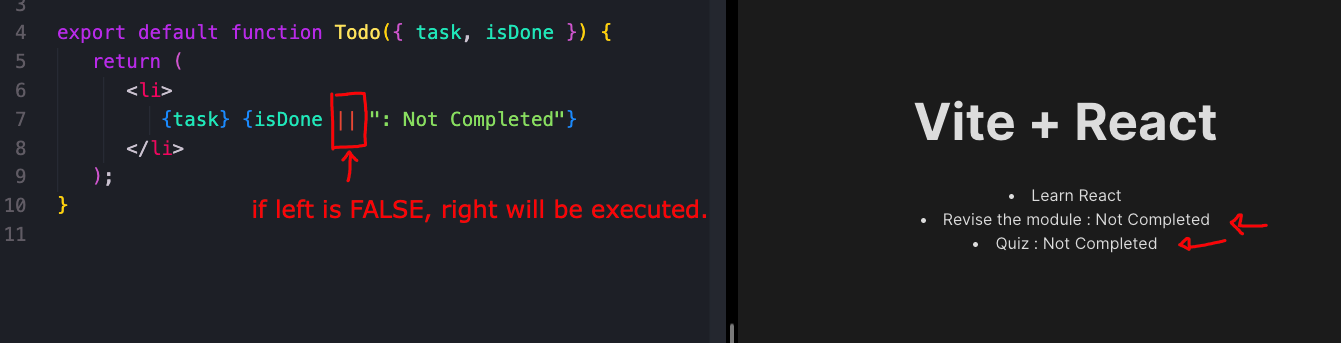 3
4 export default function Todo({ task, isDone }) {
5 return (
6 <li>
7 {task} {isDone || ": Not Completed"}
8 </li>
9 );
10 }
11
if left is FALSE, right will be executed.
Vite + React
• Learn React
• Revise the module : Not Completed
• Quiz : Not Completed